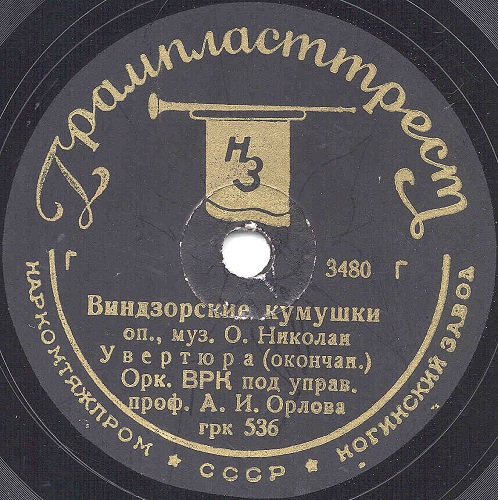 Грампласттрест
НЗ
Г 3480 Г
Виндзорские кумушки
оп., муз. О. Николаи
Увертюра (окончан.)
Орк. ВРК под управ.
проф. А. И. Орлова
грк 536
НАРКОМТЯЖПРОМ ★ СССР ★ НОГИНСКИЙ ЗАВОД